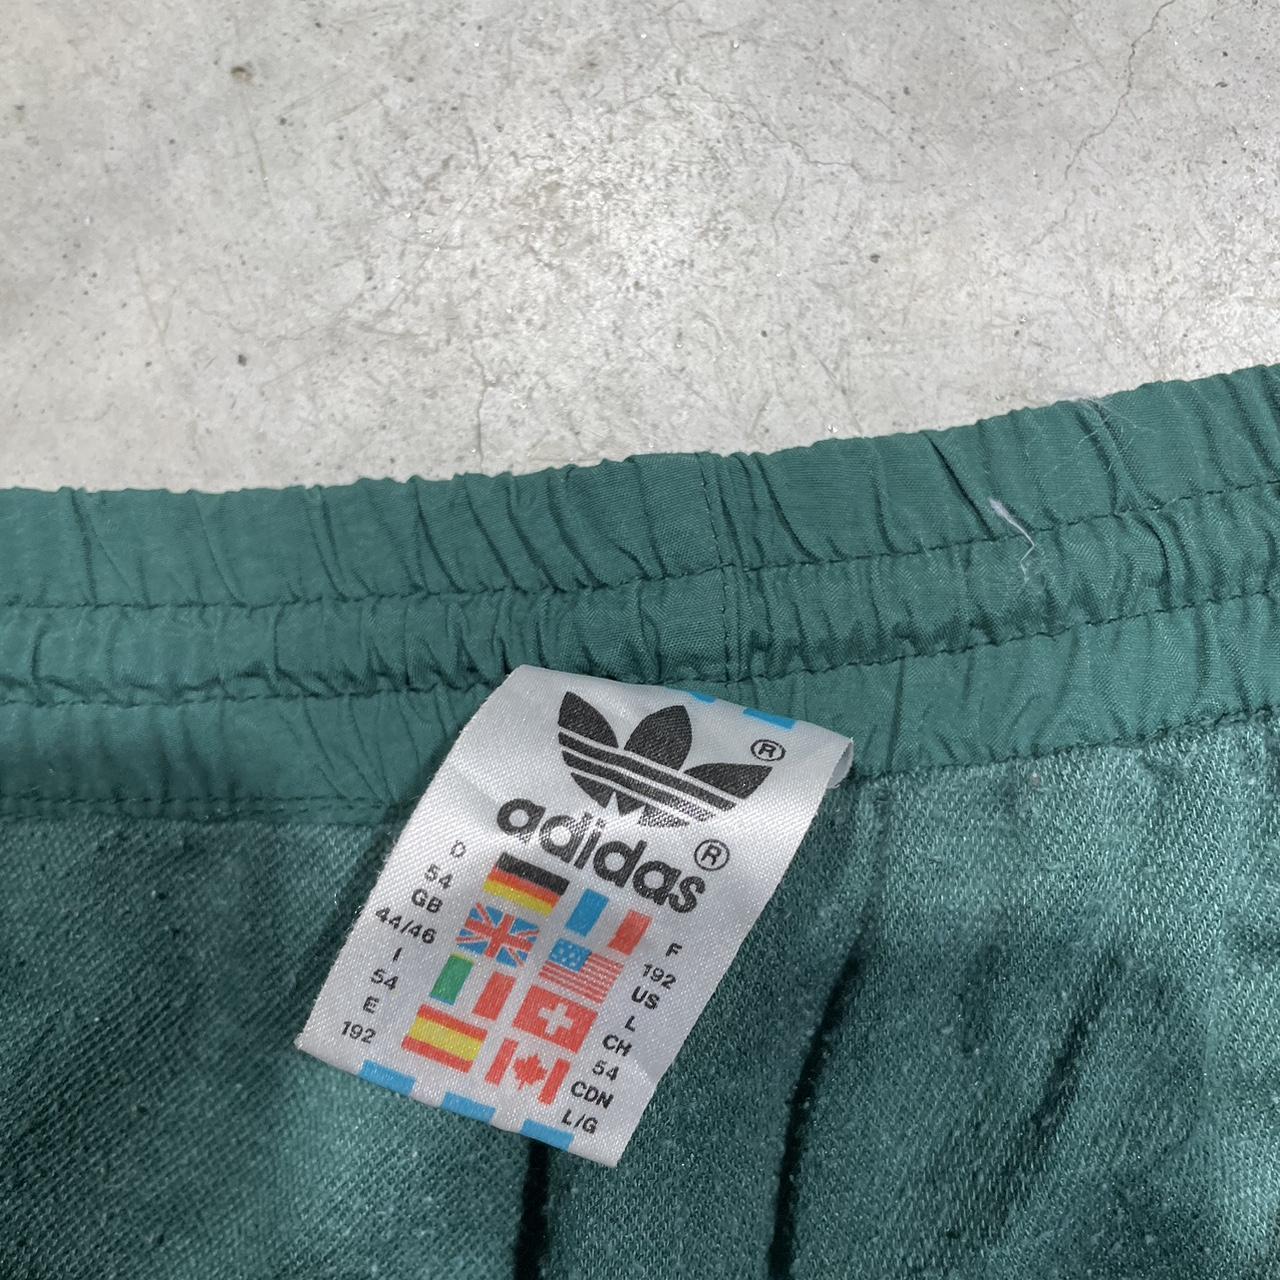 ®
adidas®
D
54
GB
44/46
I
54
E
192
F
192
US
L
CH
54
CDN
L/G